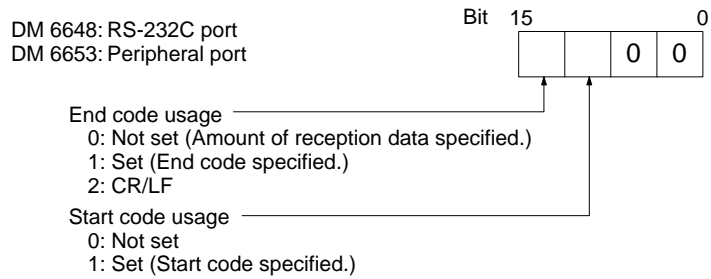 DM 6648: RS-232C port
DM 6653: Peripheral port
Bit 15 0
0 0
End code usage
0: Not set (Amount of reception data specified.)
1: Set (End code specified.)
2: CR/LF
Start code usage
0: Not set
1: Set (Start code specified.)